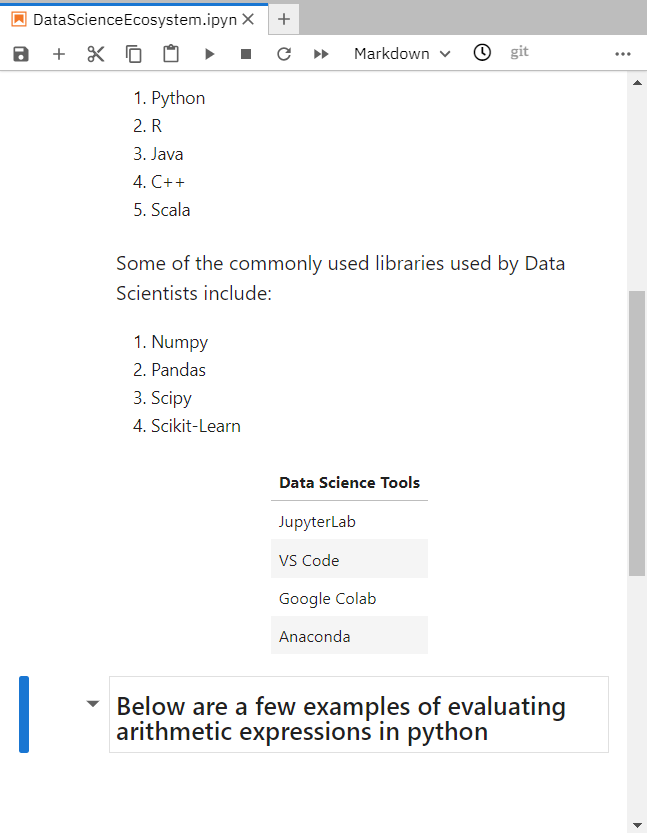 DataScienceEcosystem.ipyn
Markdown
git
1. Python
2. R
3. Java
4. C++
5. Scala
Some of the commonly used libraries used by Data
Scientists include:
1. Numpy
2. Pandas
3. Scipy
4. Scikit-Learn
Data Science Tools
JupyterLab
VS Code
Google Colab
Anaconda
Below are a few examples of evaluating
arithmetic expressions in python